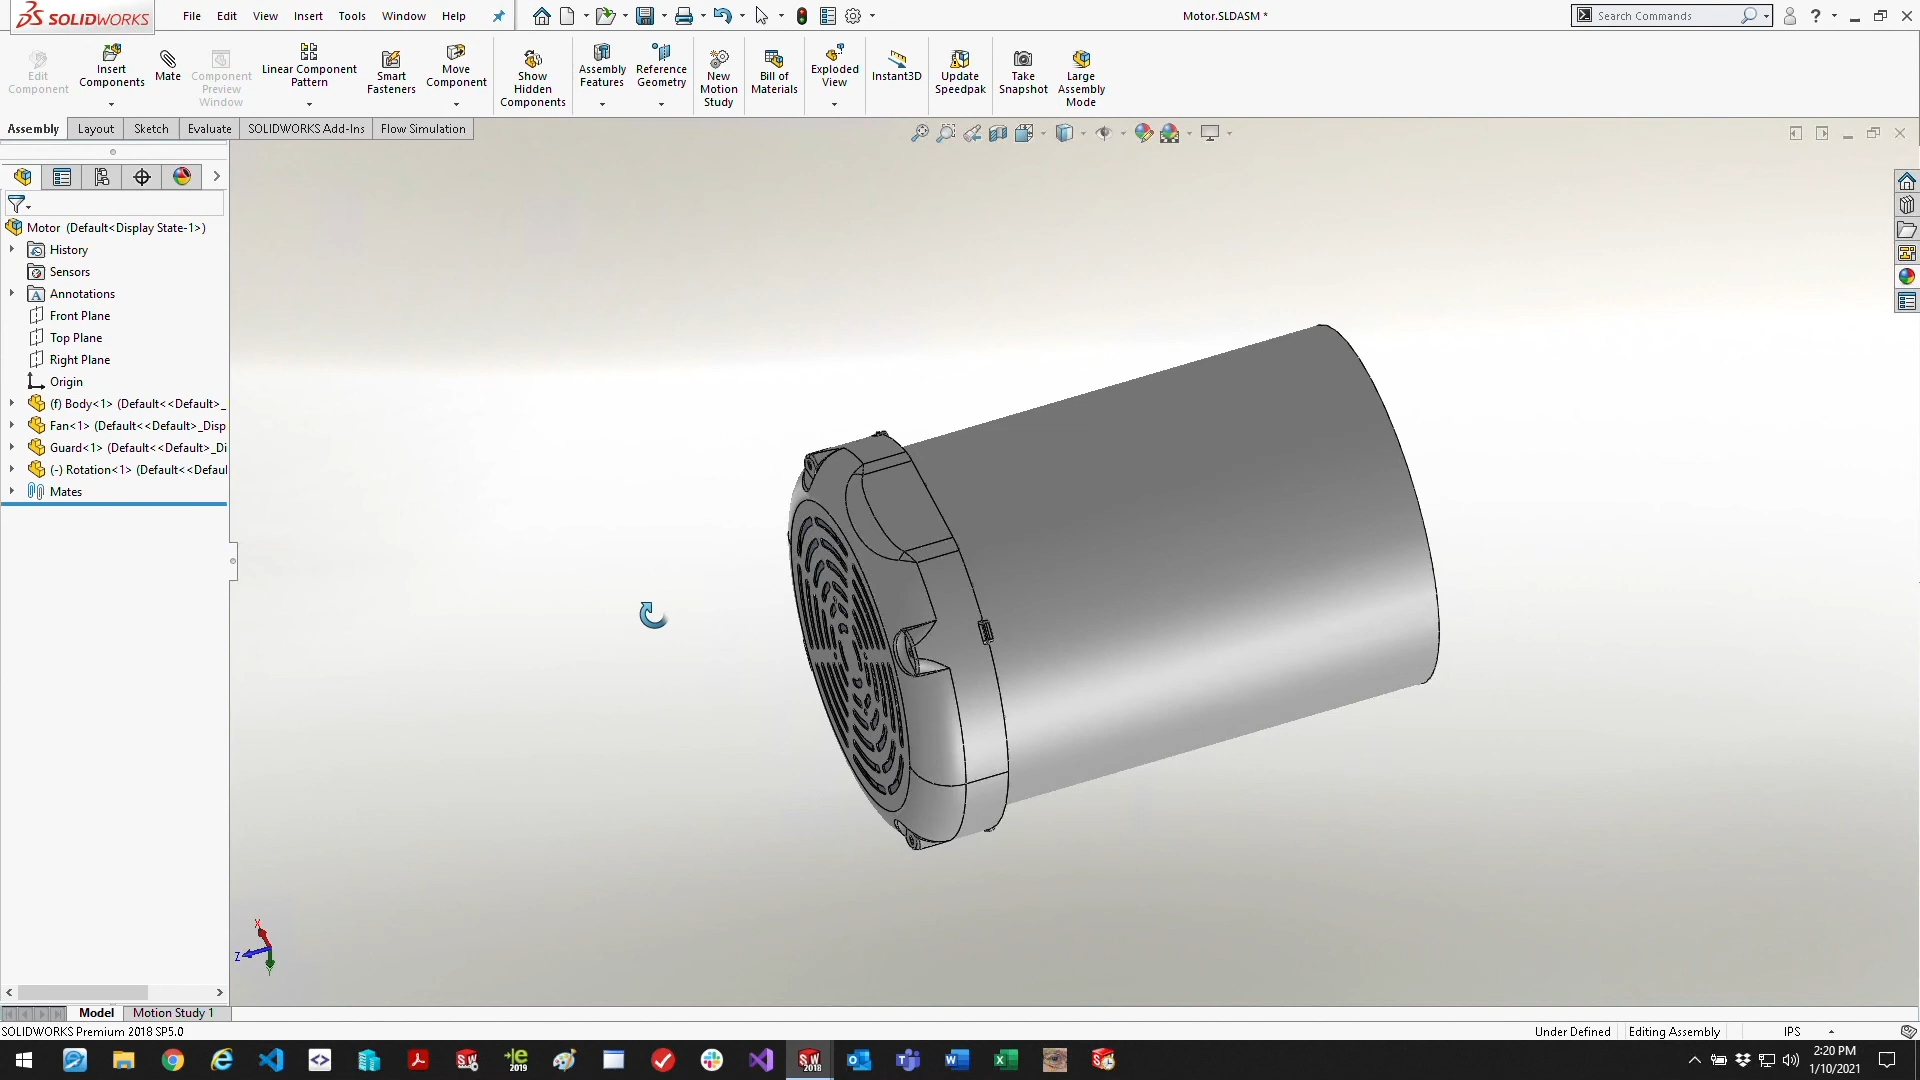 SOLIDWORKS
File Edit View Insert Tools Window Help
Motor.SLDASM *
Search Commands
Edit Component
Insert Components
Mate
Component Preview Window
Linear Component Pattern
Smart Fasteners
Move Component
Show Hidden Components
Assembly Features
Reference Geometry
New Motion Study
Bill of Materials
Exploded View
Instant3D
Update Speedpak
Take Snapshot
Large Assembly Mode
Assembly Layout Sketch Evaluate SOLIDWORKS Add-Ins Flow Simulation
Motor (Default<Display State-1>)
History
Sensors
A Annotations
Front Plane
Top Plane
Right Plane
Origin
(f) Body<1> (Default<<Default>_
Fan<1> (Default<<Default>_Disp
Guard<1> (Default<<Default>_Di
(-) Rotation<1> (Default<<Defaul
Mates
X
Z
Y
Model Motion Study 1
SOLIDWORKS Premium 2018 SP5.0
Under Defined Editing Assembly IPS
2:20 PM
1/10/2021